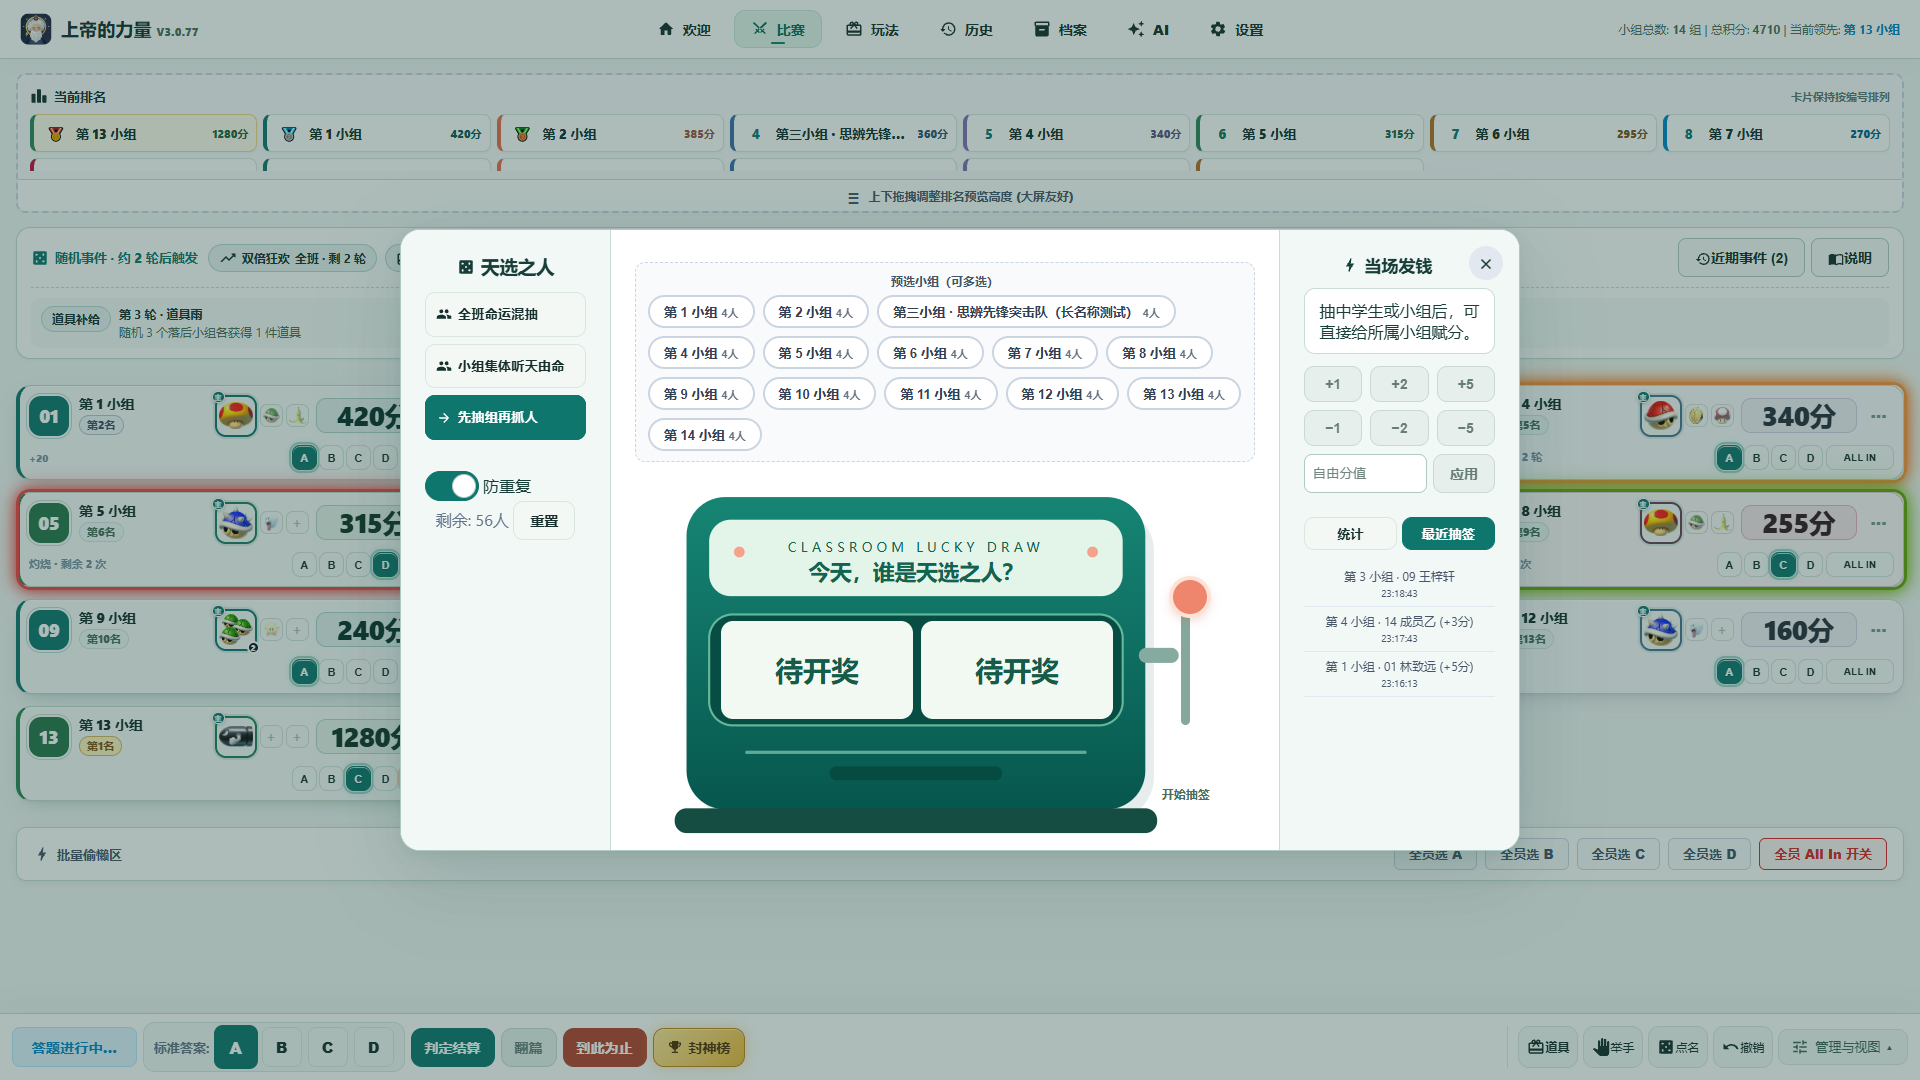 上帝的力量 V3.0.77
欢迎
比赛
玩法
历史
档案
AI
设置
小组总数: 14 组 | 总积分: 4710 | 当前领先: 第 13 小组
当前排名
卡片保持按编号排列
第 13 小组 1280分
第 1 小组 420分
第 2 小组 385分
4 第三小组 · 思辨先锋... 360分
5 第 4 小组 340分
6 第 5 小组 315分
7 第 6 小组 295分
8 第 7 小组 270分
上下拖拽调整排名预览高度 (大屏友好)
随机事件 · 约 2 轮后触发
双倍狂欢 全班 · 剩 2 轮
近期事件 (2)
说明
道具补给
第 3 轮 · 道具雨
随机 3 个落后小组各获得 1 件道具
01 第 1 小组
第2名
420分
+20
A B C D
05 第 5 小组
第6名
315分
灼烧 · 剩余 2 次
A B C D
09 第 9 小组
第10名
2
240分
A B C D
13 第 13 小组
第1名
1280分
A B C D
天选之人
全班命运混抽
小组集体听天由命
先抽组再抓人
防重复
剩余: 56人
重置
预选小组（可多选）
第 1 小组 4人
第 2 小组 4人
第三小组 · 思辨先锋突击队（长名称测试） 4人
第 4 小组 4人
第 5 小组 4人
第 6 小组 4人
第 7 小组 4人
第 8 小组 4人
第 9 小组 4人
第 10 小组 4人
第 11 小组 4人
第 12 小组 4人
第 13 小组 4人
第 14 小组 4人
CLASSROOM LUCKY DRAW
今天，谁是天选之人？
待开奖 待开奖
开始抽签
当场发钱
抽中学生或小组后，可
直接给所属小组赋分。
+1 +2 +5
−1 −2 −5
自由分值
应用
统计
最近抽签
第 3 小组 · 09 王梓轩
23:18:43
第 4 小组 · 14 成员乙 (+3分)
23:17:43
第 1 小组 · 01 林致远 (+5分)
23:16:13
4 小组
5名
340分
2 轮
A B C D ALL IN
8 小组
9名
255分
次
A B C D ALL IN
12 小组
13名
160分
A B C D ALL IN
批量偷懒区
全员选 A
全员选 B
全员选 C
全员选 D
全员 All In 开关
答题进行中...
标准答案:
A B C D
判定结算
翻篇
到此为止
封神榜
道具
举手
点名
撤销
管理与视图